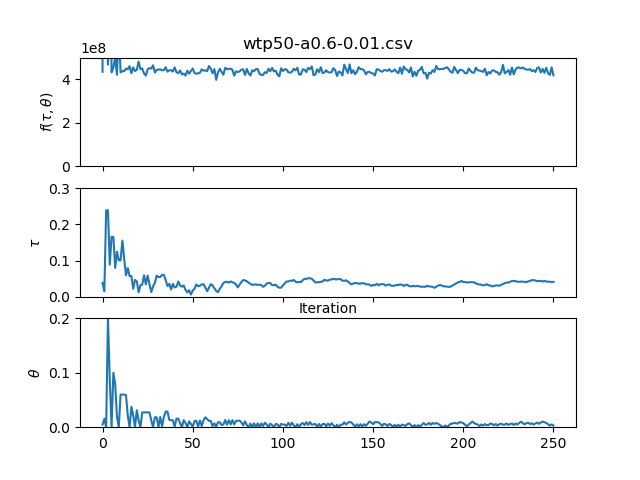 wtp50-a0.6-0.01.csv
1e8
4
2
0
f(τ, θ)
0.3
0.2
0.1
0.0
τ
Iteration
0.2
0.1
0.0
θ
0 50 100 150 200 250